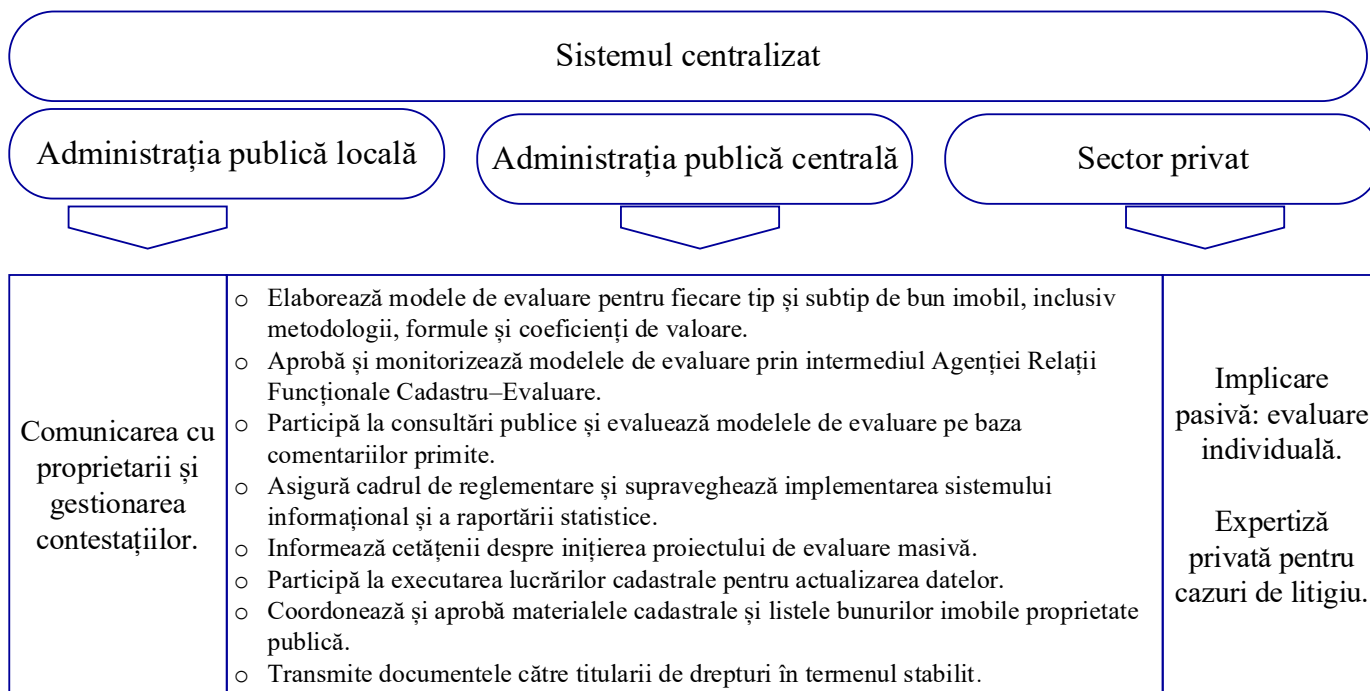 Sistemul centralizat
Administrația publică locală
Administrația publică centrală
Sector privat
Comunicarea cu
proprietarii și
gestionarea
contestațiilor.
o Elaborează modele de evaluare pentru fiecare tip și subtip de bun imobil, inclusiv
metodologii, formule și coeficienți de valoare.
o Aprobă și monitorizează modelele de evaluare prin intermediul Agenției Relații
Funcționale Cadastru–Evaluare.
o Participă la consultări publice și evaluează modelele de evaluare pe baza
comentariilor primite.
o Asigură cadrul de reglementare și supraveghează implementarea sistemului
informațional și a raportării statistice.
o Informează cetățenii despre inițierea proiectului de evaluare masivă.
o Participă la executarea lucrărilor cadastrale pentru actualizarea datelor.
o Coordonează și aprobă materialele cadastrale și listele bunurilor imobile proprietate
publică.
o Transmite documentele către titularii de drepturi în termenul stabilit.
Implicare
pasivă: evaluare
individuală.
Expertiză
privată pentru
cazuri de litigiu.